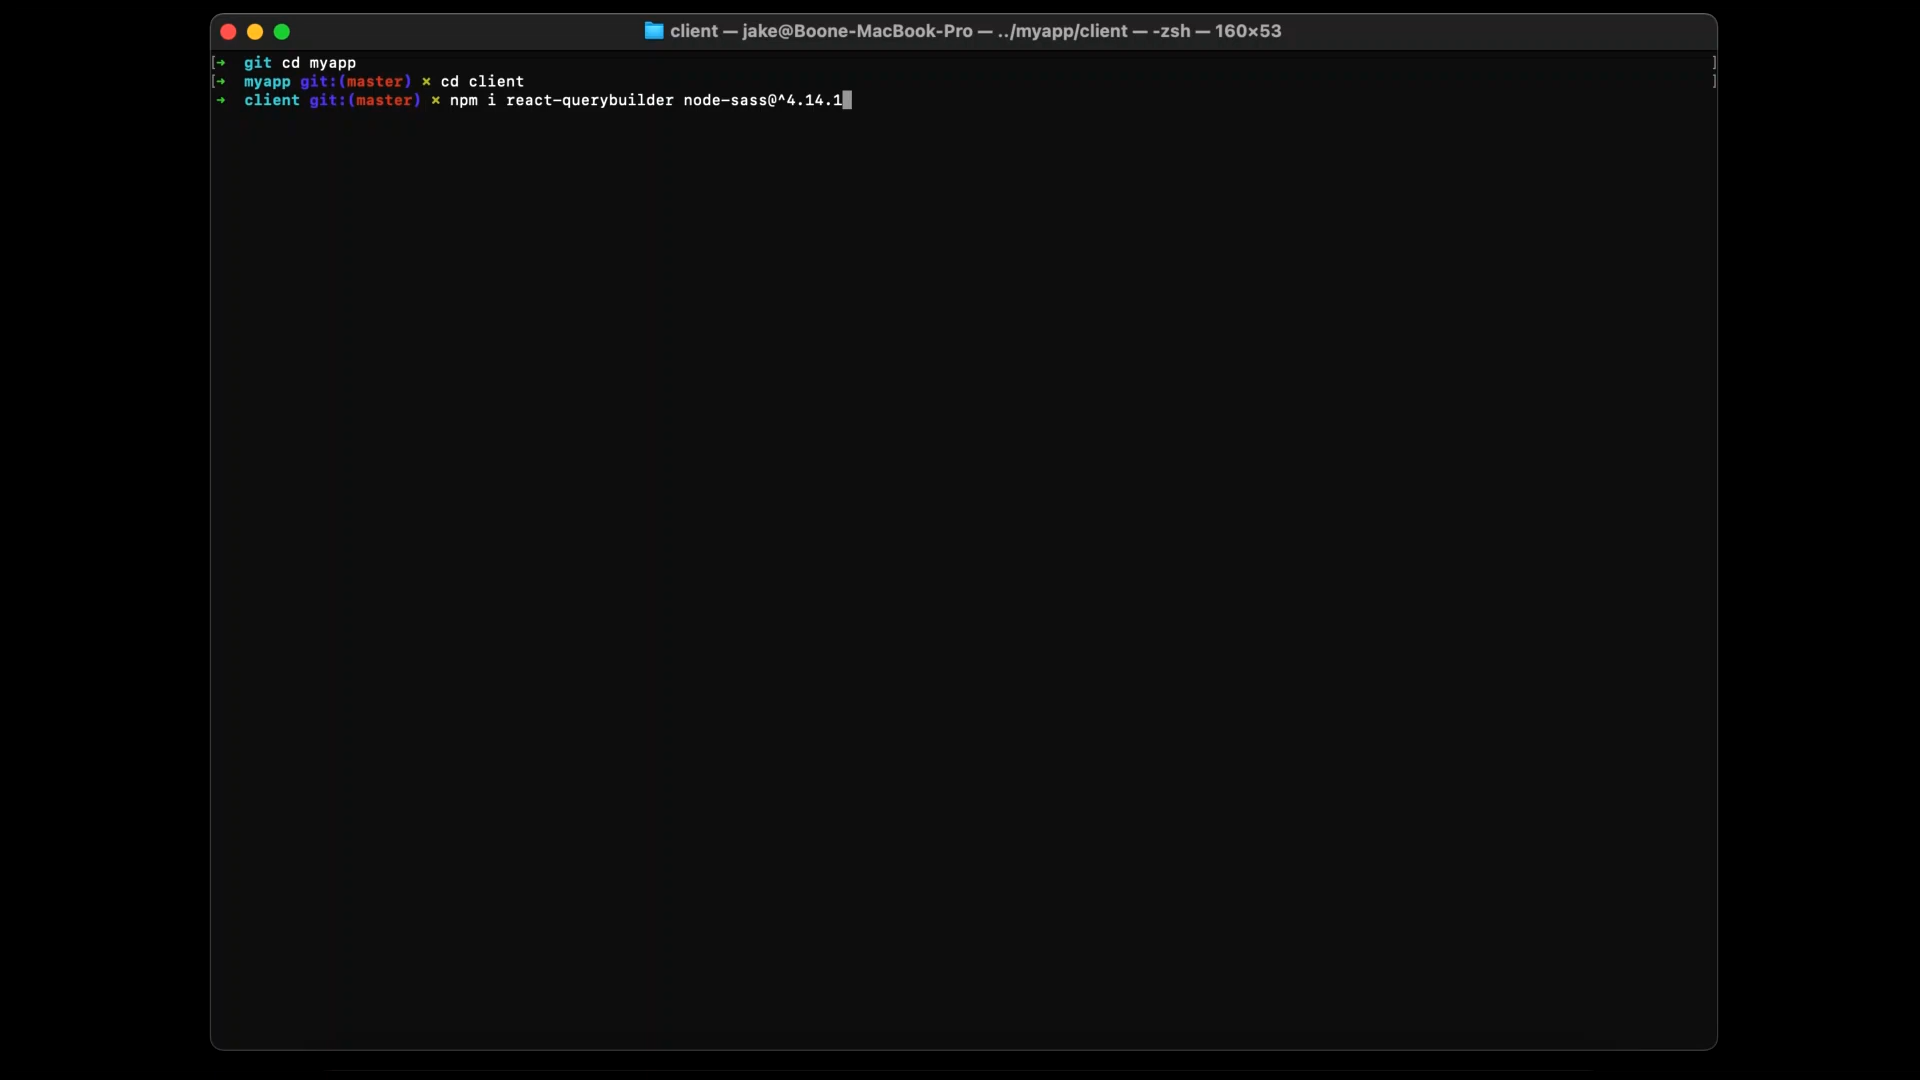 client — jake@Boone-MacBook-Pro — ../myapp/client — -zsh — 160×53
[➜  git cd myapp ]
[➜  myapp git:(master) × cd client ]
➜  client git:(master) × npm i react-querybuilder node-sass@^4.14.1